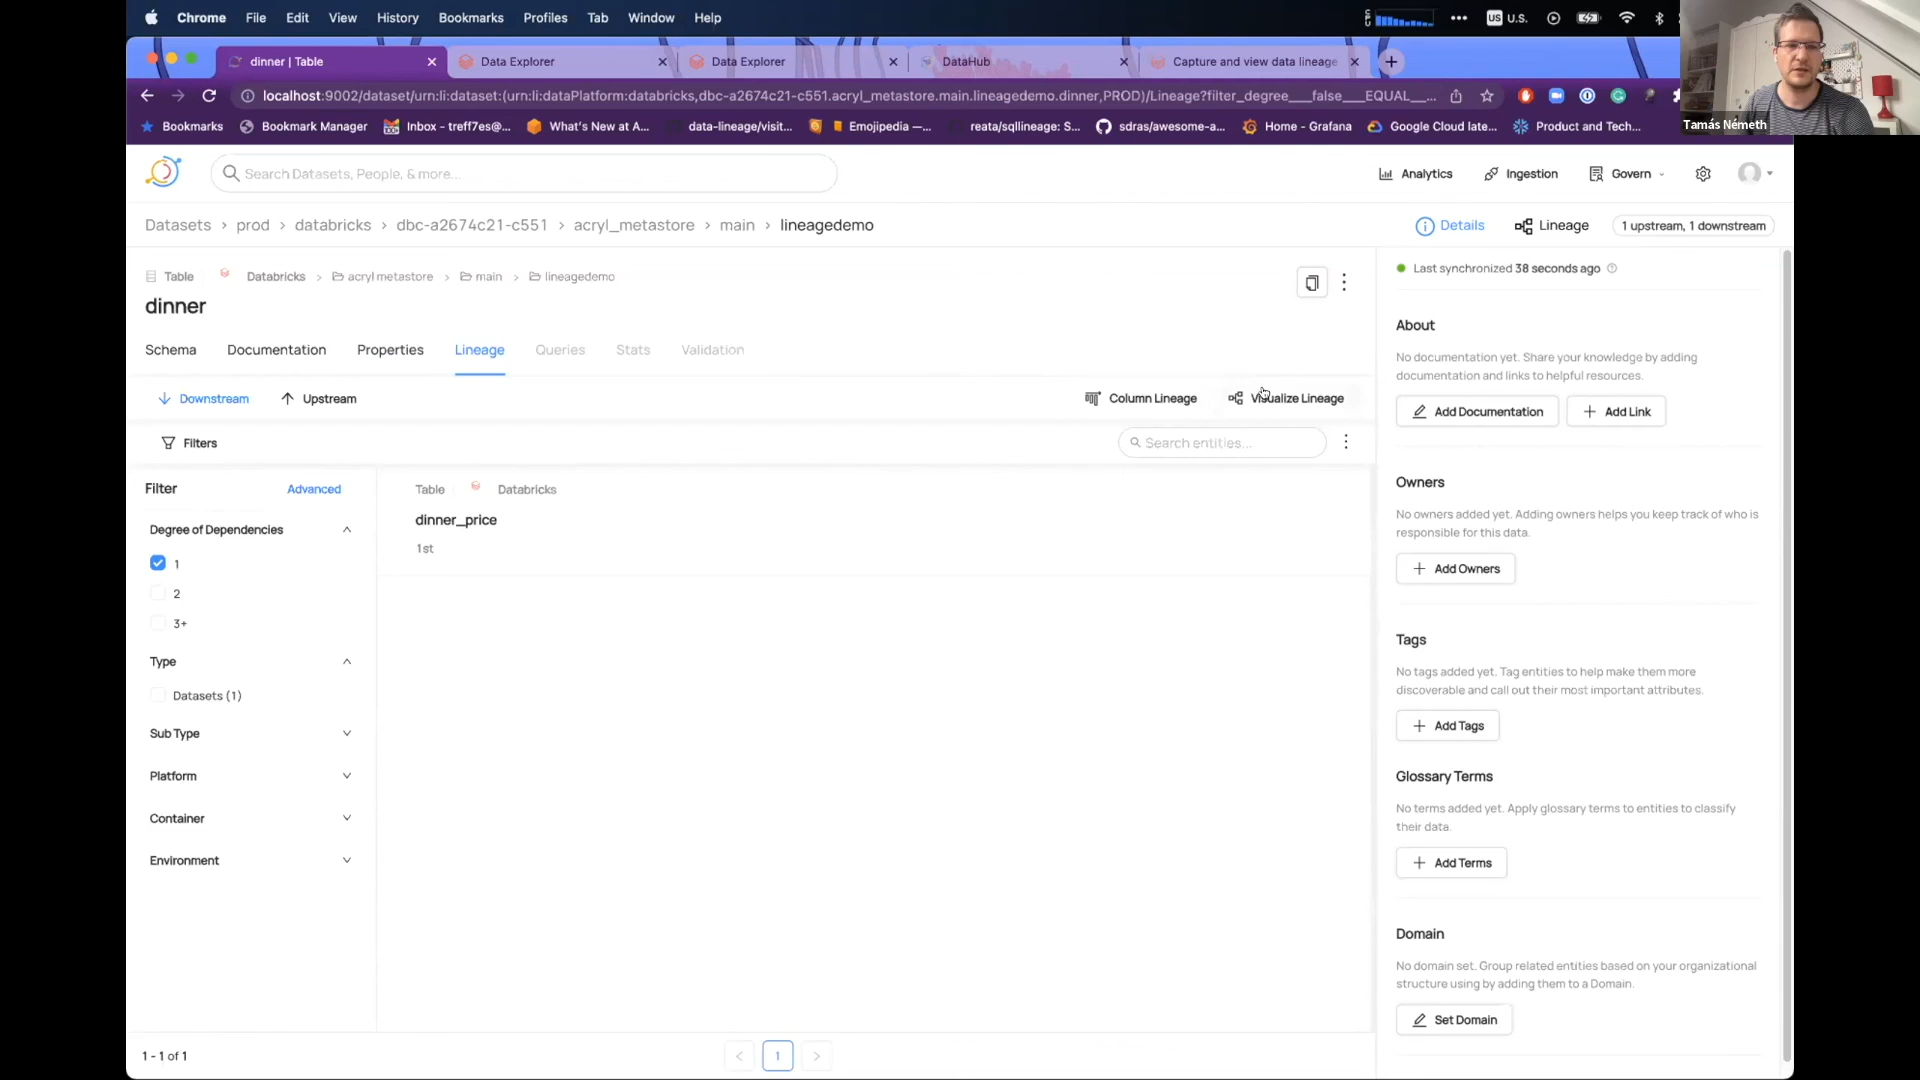 Chrome File Edit View History Bookmarks Profiles Tab Window Help
US U.S.
Tamás Németh
dinner | Table
Data Explorer
Data Explorer
DataHub
Capture and view data lineage
localhost:9002/dataset/urn:li:dataset:(urn:li:dataPlatform:databricks,dbc-a2674c21-c551.acryl_metastore.main.lineagedemo.dinner,PROD)/Lineage?filter_degree___false___EQUAL__...
Bookmarks
Bookmark Manager
Inbox - treff7es@...
What's New at A...
data-lineage/visit...
Emojipedia —...
reata/sqllineage: S...
sdras/awesome-a...
Home - Grafana
Google Cloud late...
Product and Tech...
Search Datasets, People, & more...
Analytics
Ingestion
Govern
Datasets > prod > databricks > dbc-a2674c21-c551 > acryl_metastore > main > lineagedemo
Details
Lineage
1 upstream, 1 downstream
Table Databricks > acryl metastore > main > lineagedemo
dinner
Schema Documentation Properties Lineage Queries Stats Validation
Downstream Upstream
Column Lineage
Visualize Lineage
Filters
Search entities...
Filter
Advanced
Degree of Dependencies
1
2
3+
Type
Datasets (1)
Sub Type
Platform
Container
Environment
Table Databricks
dinner_price
1st
1 - 1 of 1
< 1 >
Last synchronized 38 seconds ago
About
No documentation yet. Share your knowledge by adding
documentation and links to helpful resources.
Add Documentation
+ Add Link
Owners
No owners added yet. Adding owners helps you keep track of who is
responsible for this data.
+ Add Owners
Tags
No tags added yet. Tag entities to help make them more
discoverable and call out their most important attributes.
+ Add Tags
Glossary Terms
No terms added yet. Apply glossary terms to entities to classify
their data.
+ Add Terms
Domain
No domain set. Group related entities based on your organizational
structure using by adding them to a Domain.
Set Domain